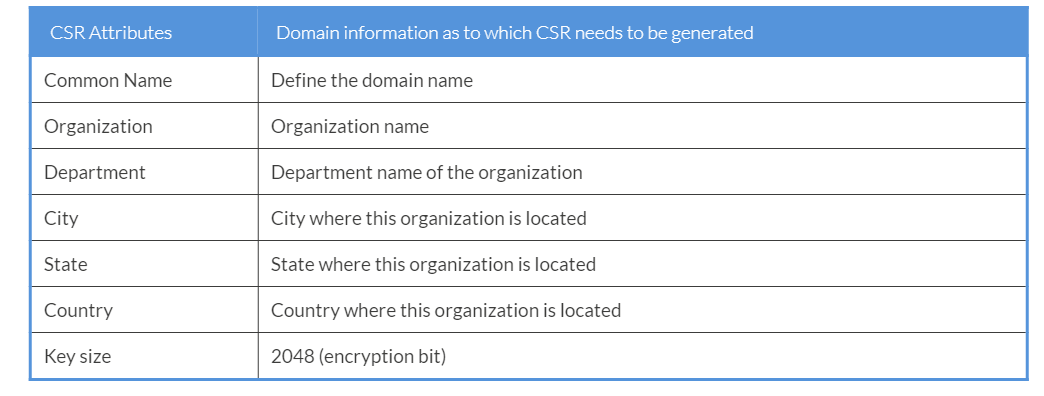 CSR Attributes Domain information as to which CSR needs to be generated
Common Name Define the domain name
Organization Organization name
Department Department name of the organization
City City where this organization is located
State State where this organization is located
Country Country where this organization is located
Key size 2048 (encryption bit)